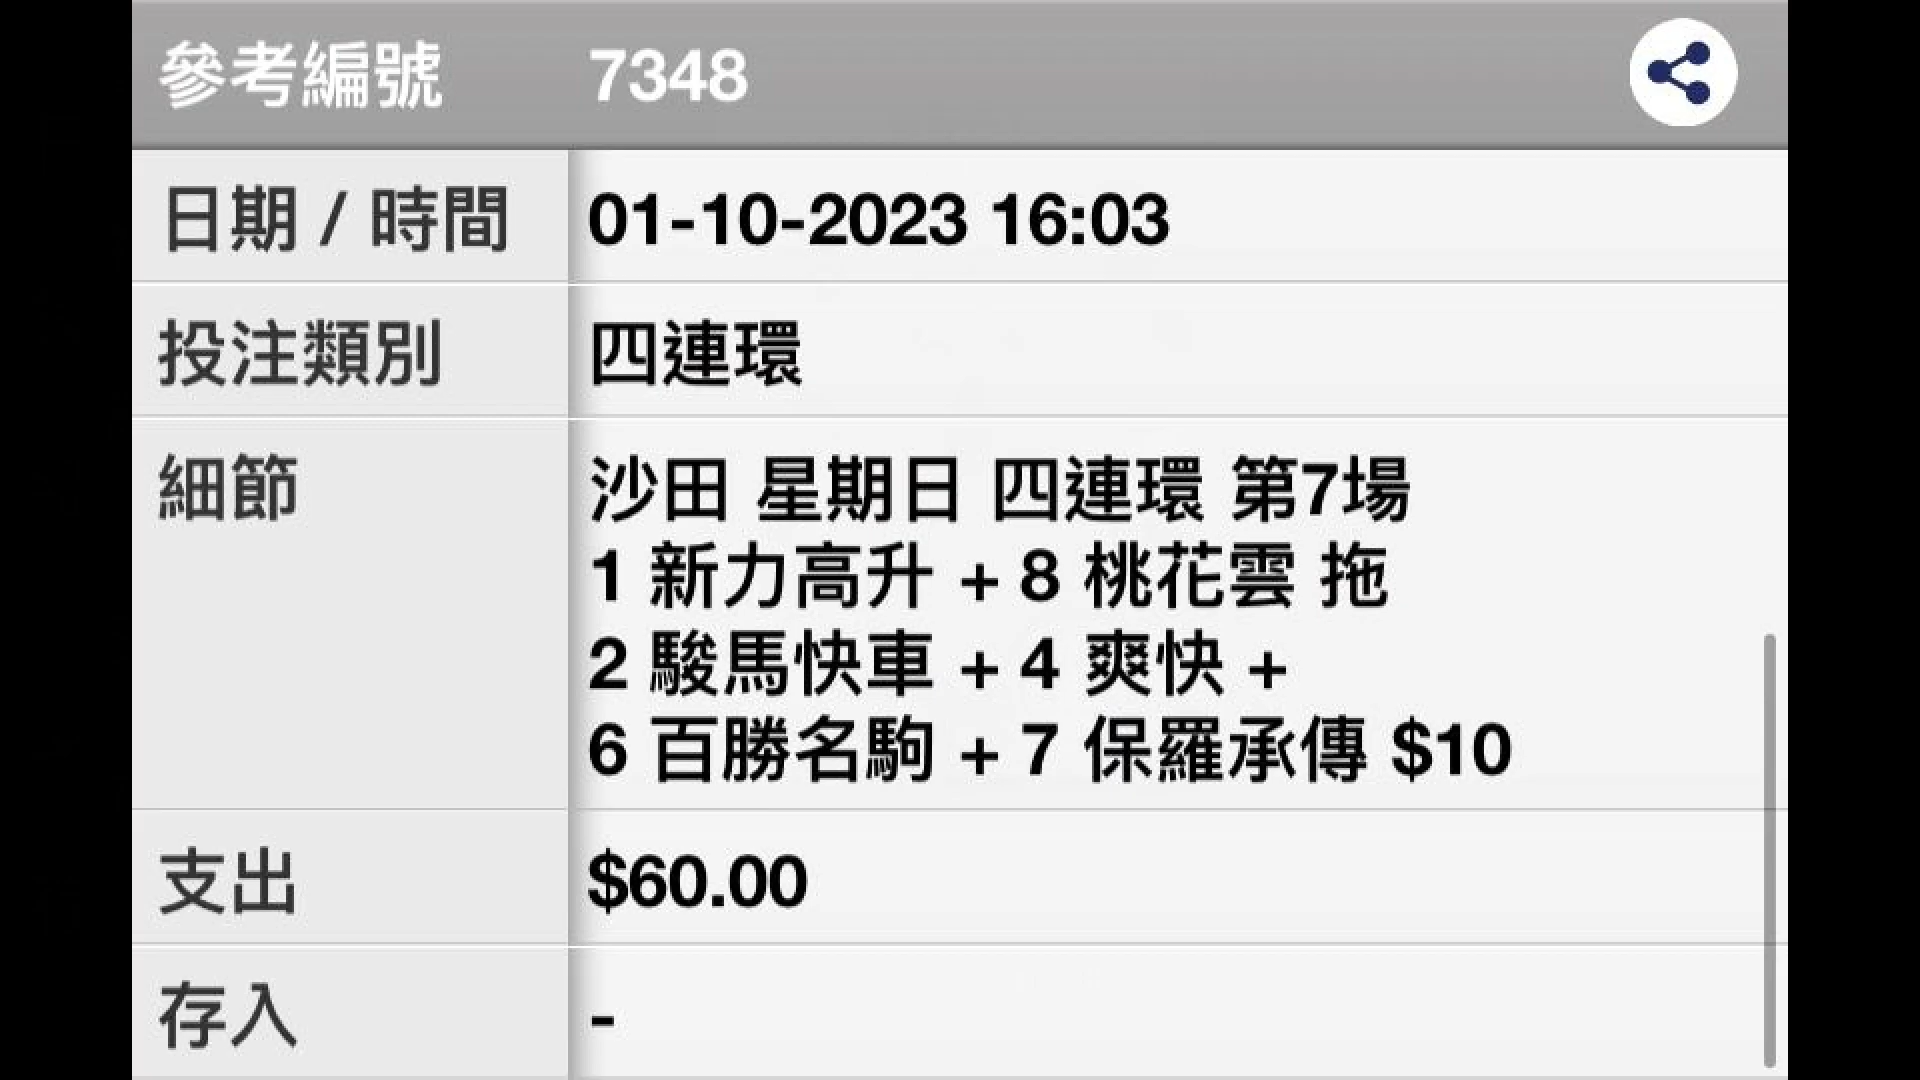 參考編號 7348
日期 / 時間 01-10-2023 16:03
投注類別 四連環
細節 沙田 星期日 四連環 第7場
1 新力高升 + 8 桃花雲 拖
2 駿馬快車 + 4 爽快 +
6 百勝名駒 + 7 保羅承傳 $10
支出 $60.00
存入 -